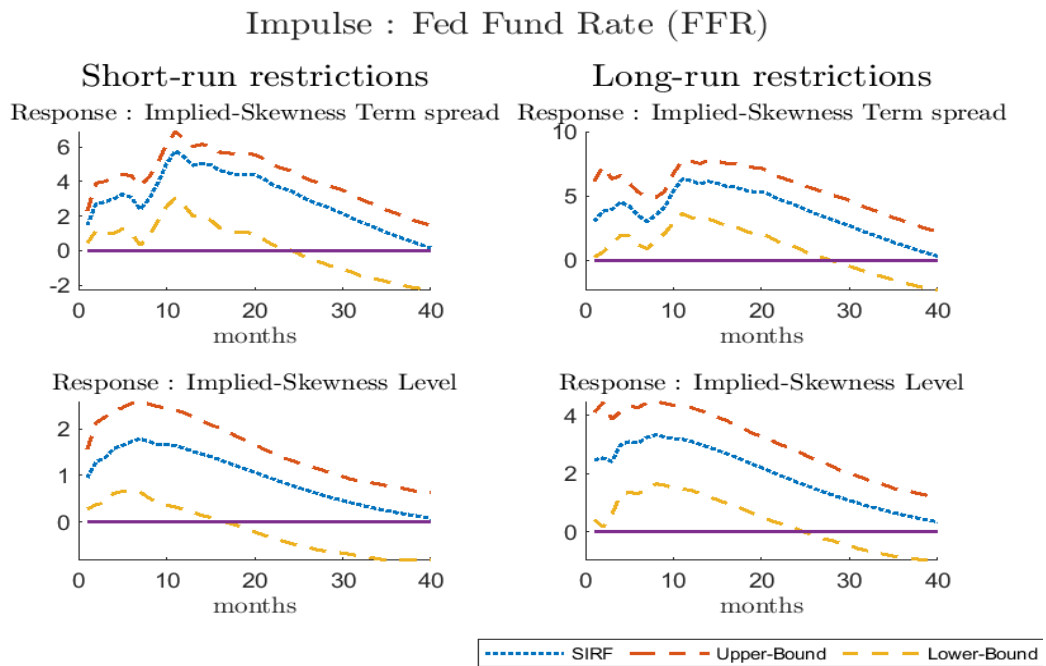 Impulse : Fed Fund Rate (FFR)
Short-run restrictions
Response : Implied-Skewness Term spread
6
4
2
0
-2
0 10 20 30 40
months
Long-run restrictions
Response : Implied-Skewness Term spread
10
5
0
0 10 20 30 40
months
Response : Implied-Skewness Level
2
1
0
0 10 20 30 40
months
Response : Implied-Skewness Level
4
2
0
0 10 20 30 40
months
SIRF Upper-Bound Lower-Bound